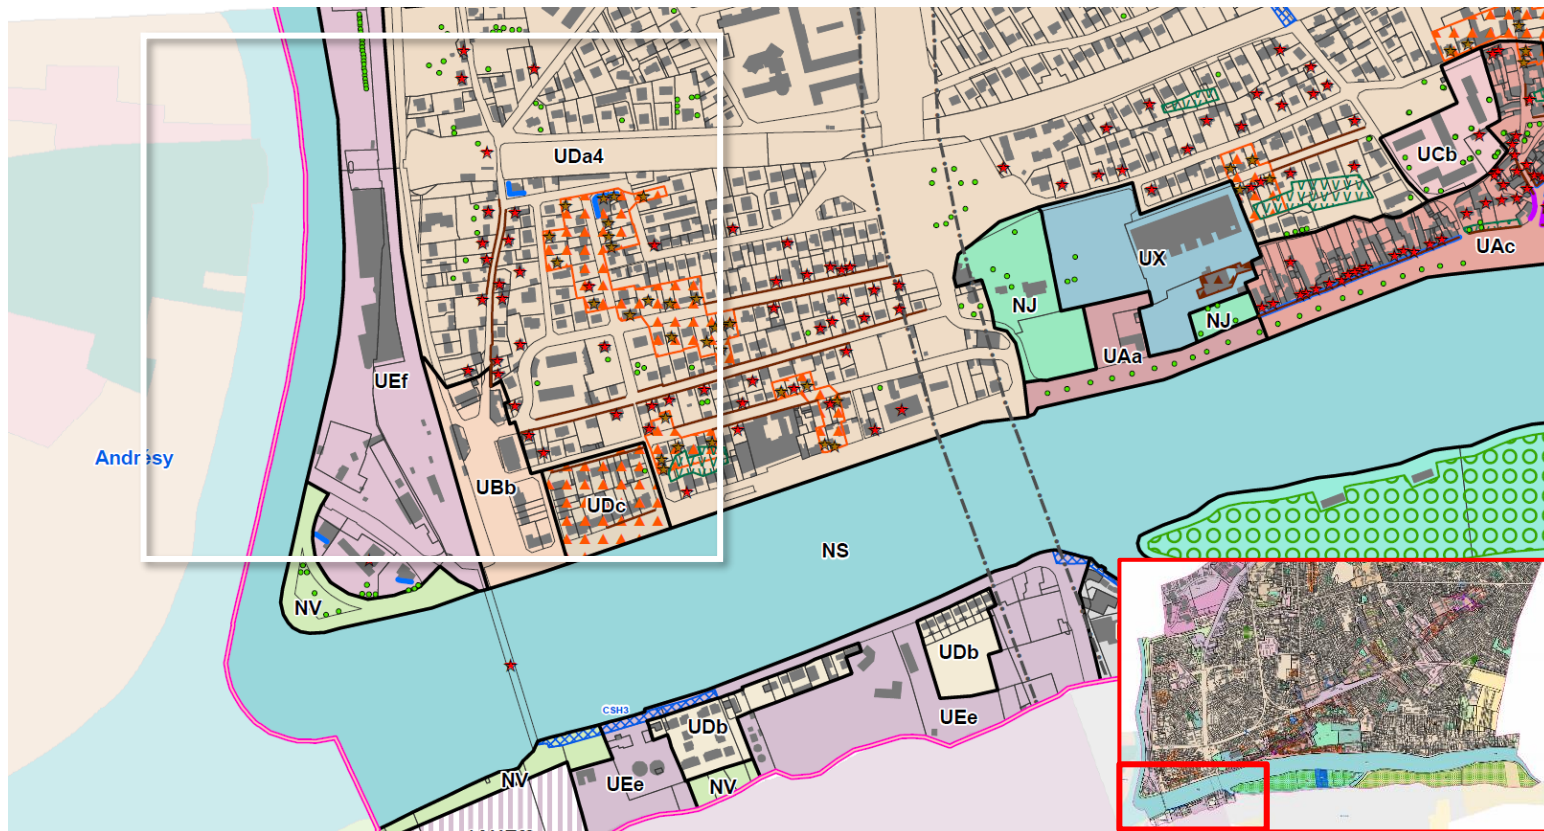 UDa4
UCb
UAc
UX
NJ
NJ
UAa
UEf
Andrésy
UBb
UDc
NS
NV
UDb
UEe
CSH3
UDb
NV
UEe
NV